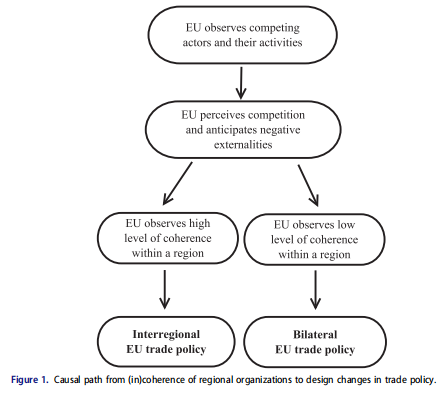 EU observes competing
actors and their activities
EU perceives competition
and anticipates negative
externalities
EU observes high
level of coherence
within a region
EU observes low
level of coherence
within a region
Interregional
EU trade policy
Bilateral
EU trade policy
Figure 1. Causal path from (in)coherence of regional organizations to design changes in trade policy.